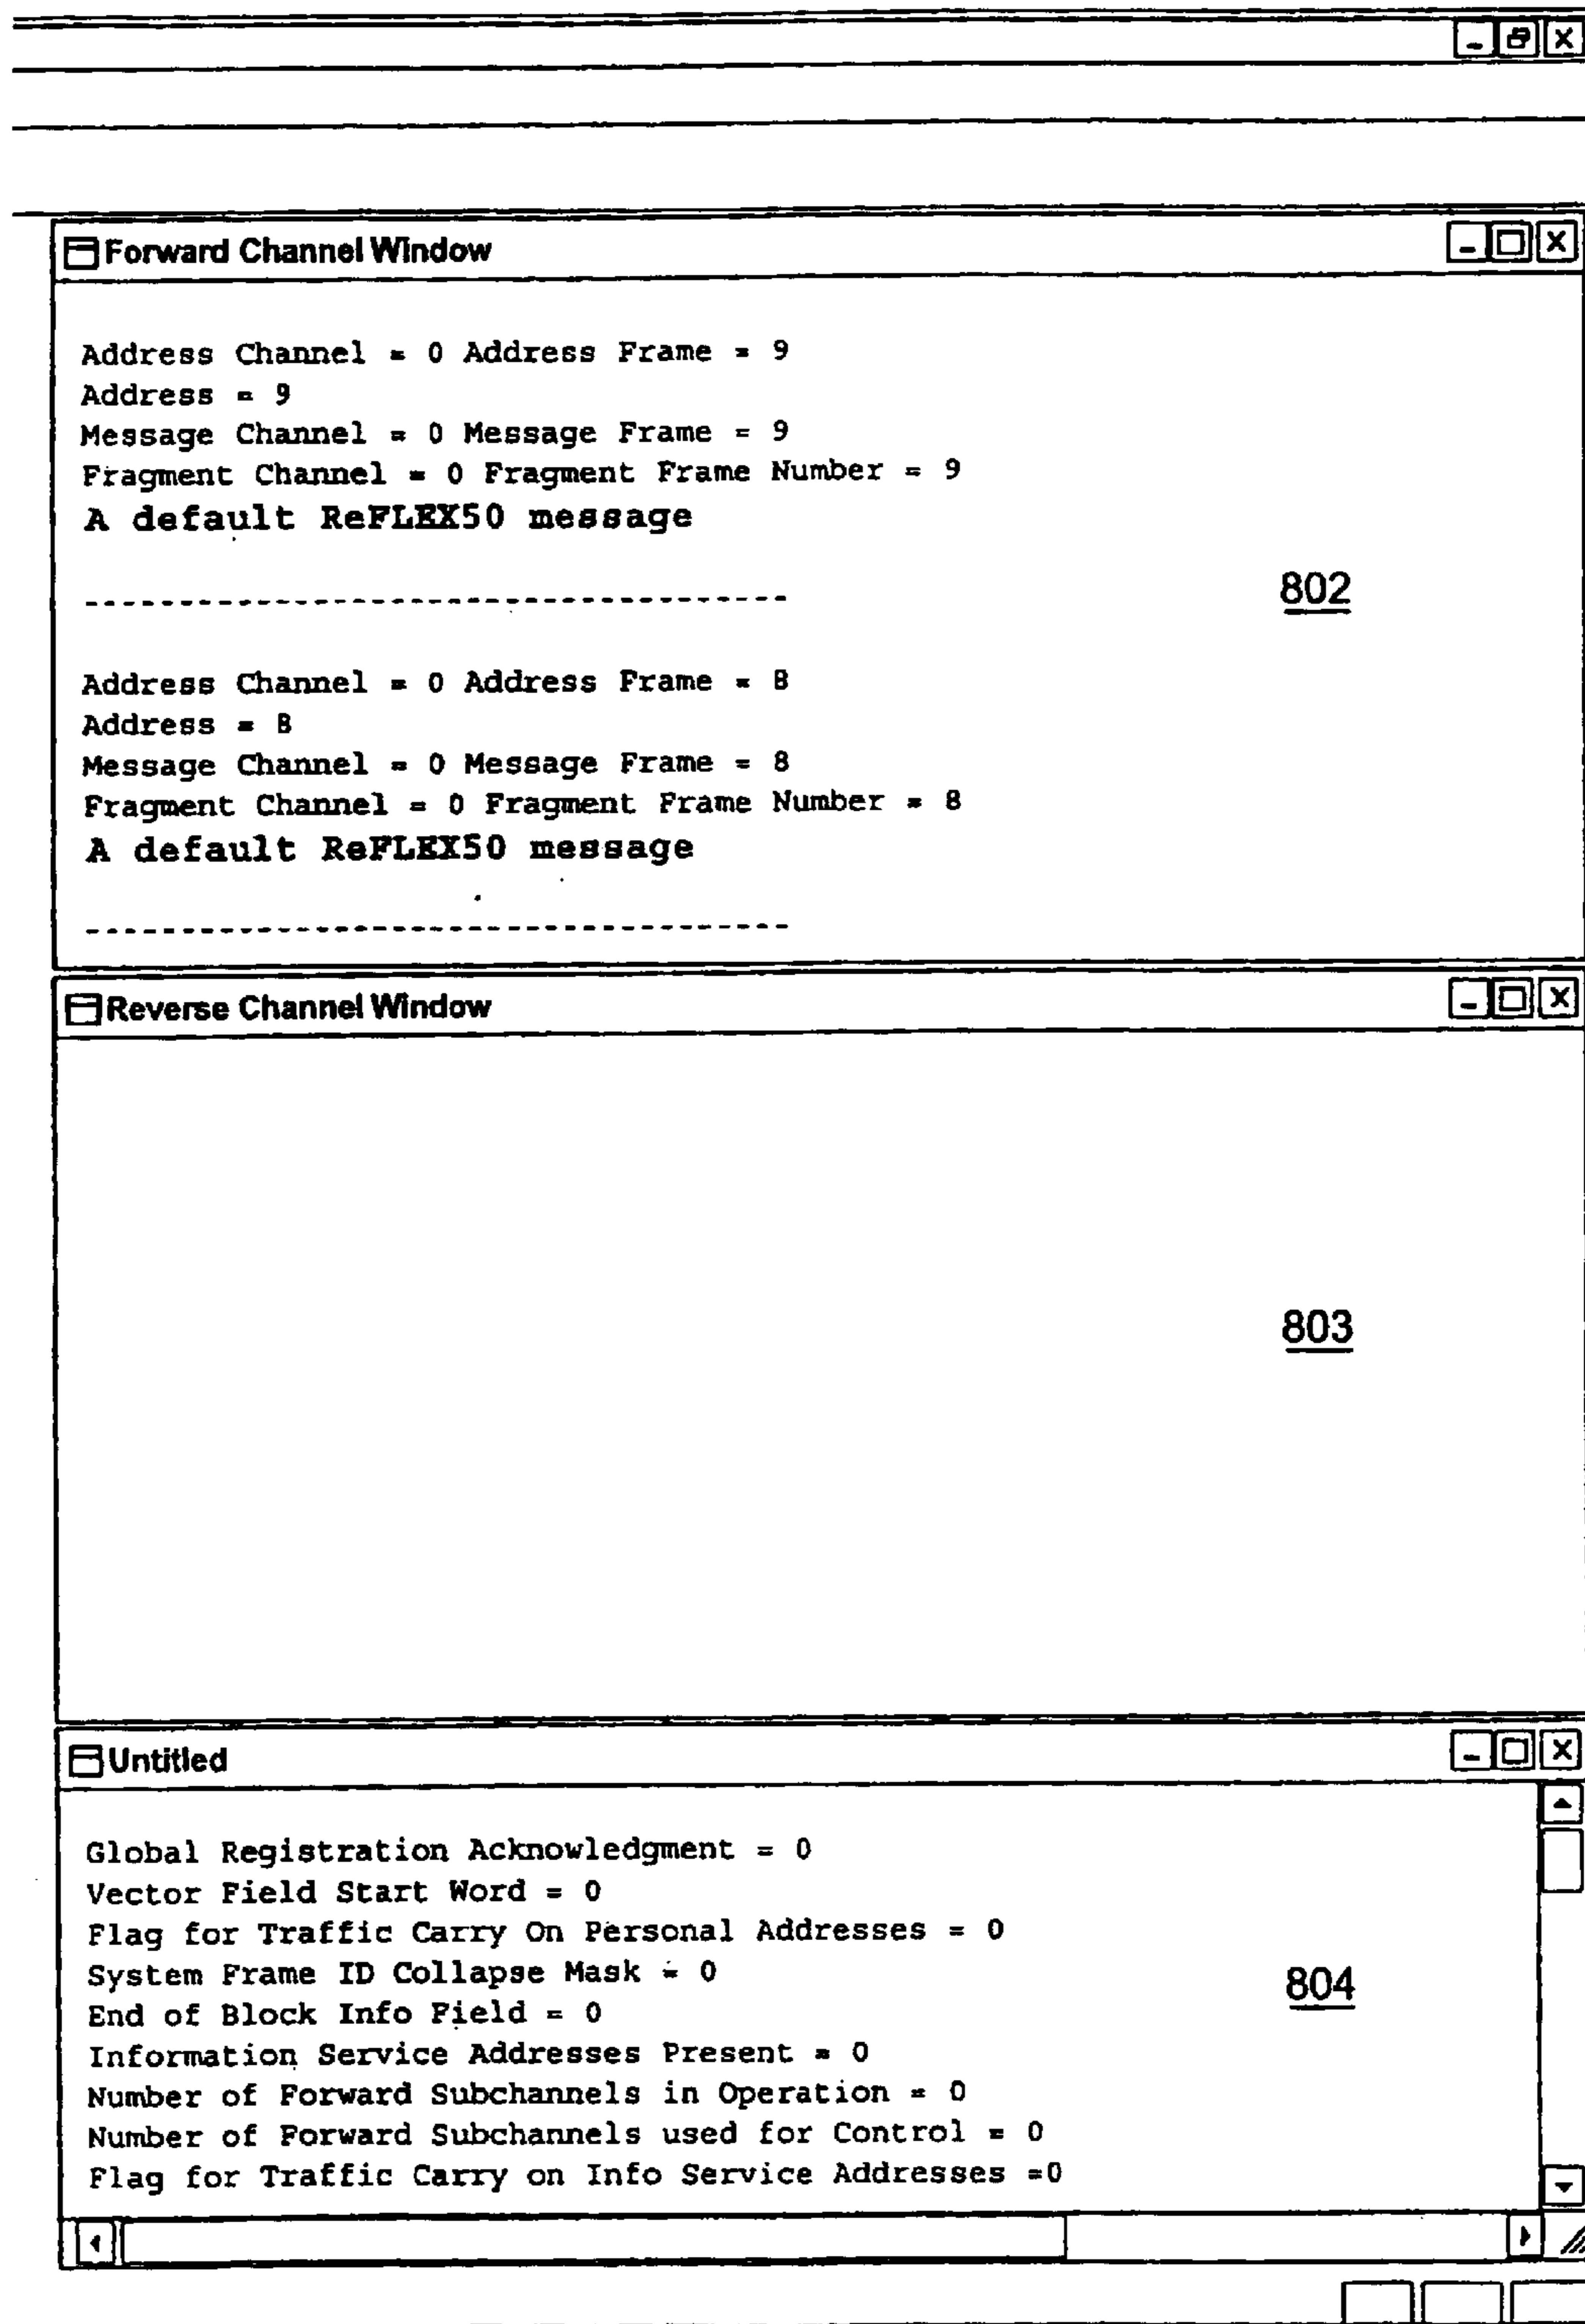 Forward Channel Window
Address Channel = 0 Address Frame = 9
Address = 9
Message Channel = 0 Message Frame = 9
Fragment Channel = 0 Fragment Frame Number = 9
A default ReFLEX50 message
-------------------------------------
802
Address Channel = 0 Address Frame = 8
Address = 8
Message Channel = 0 Message Frame = 8
Fragment Channel = 0 Fragment Frame Number = 8
A default ReFLEX50 message
-------------------------------------
Reverse Channel Window
803
Untitled
Global Registration Acknowledgment = 0
Vector Field Start Word = 0
Flag for Traffic Carry On Personal Addresses = 0
System Frame ID Collapse Mask = 0
804
End of Block Info Field = 0
Information Service Addresses Present = 0
Number of Forward Subchannels in Operation = 0
Number of Forward Subchannels used for Control = 0
Flag for Traffic Carry on Info Service Addresses =0